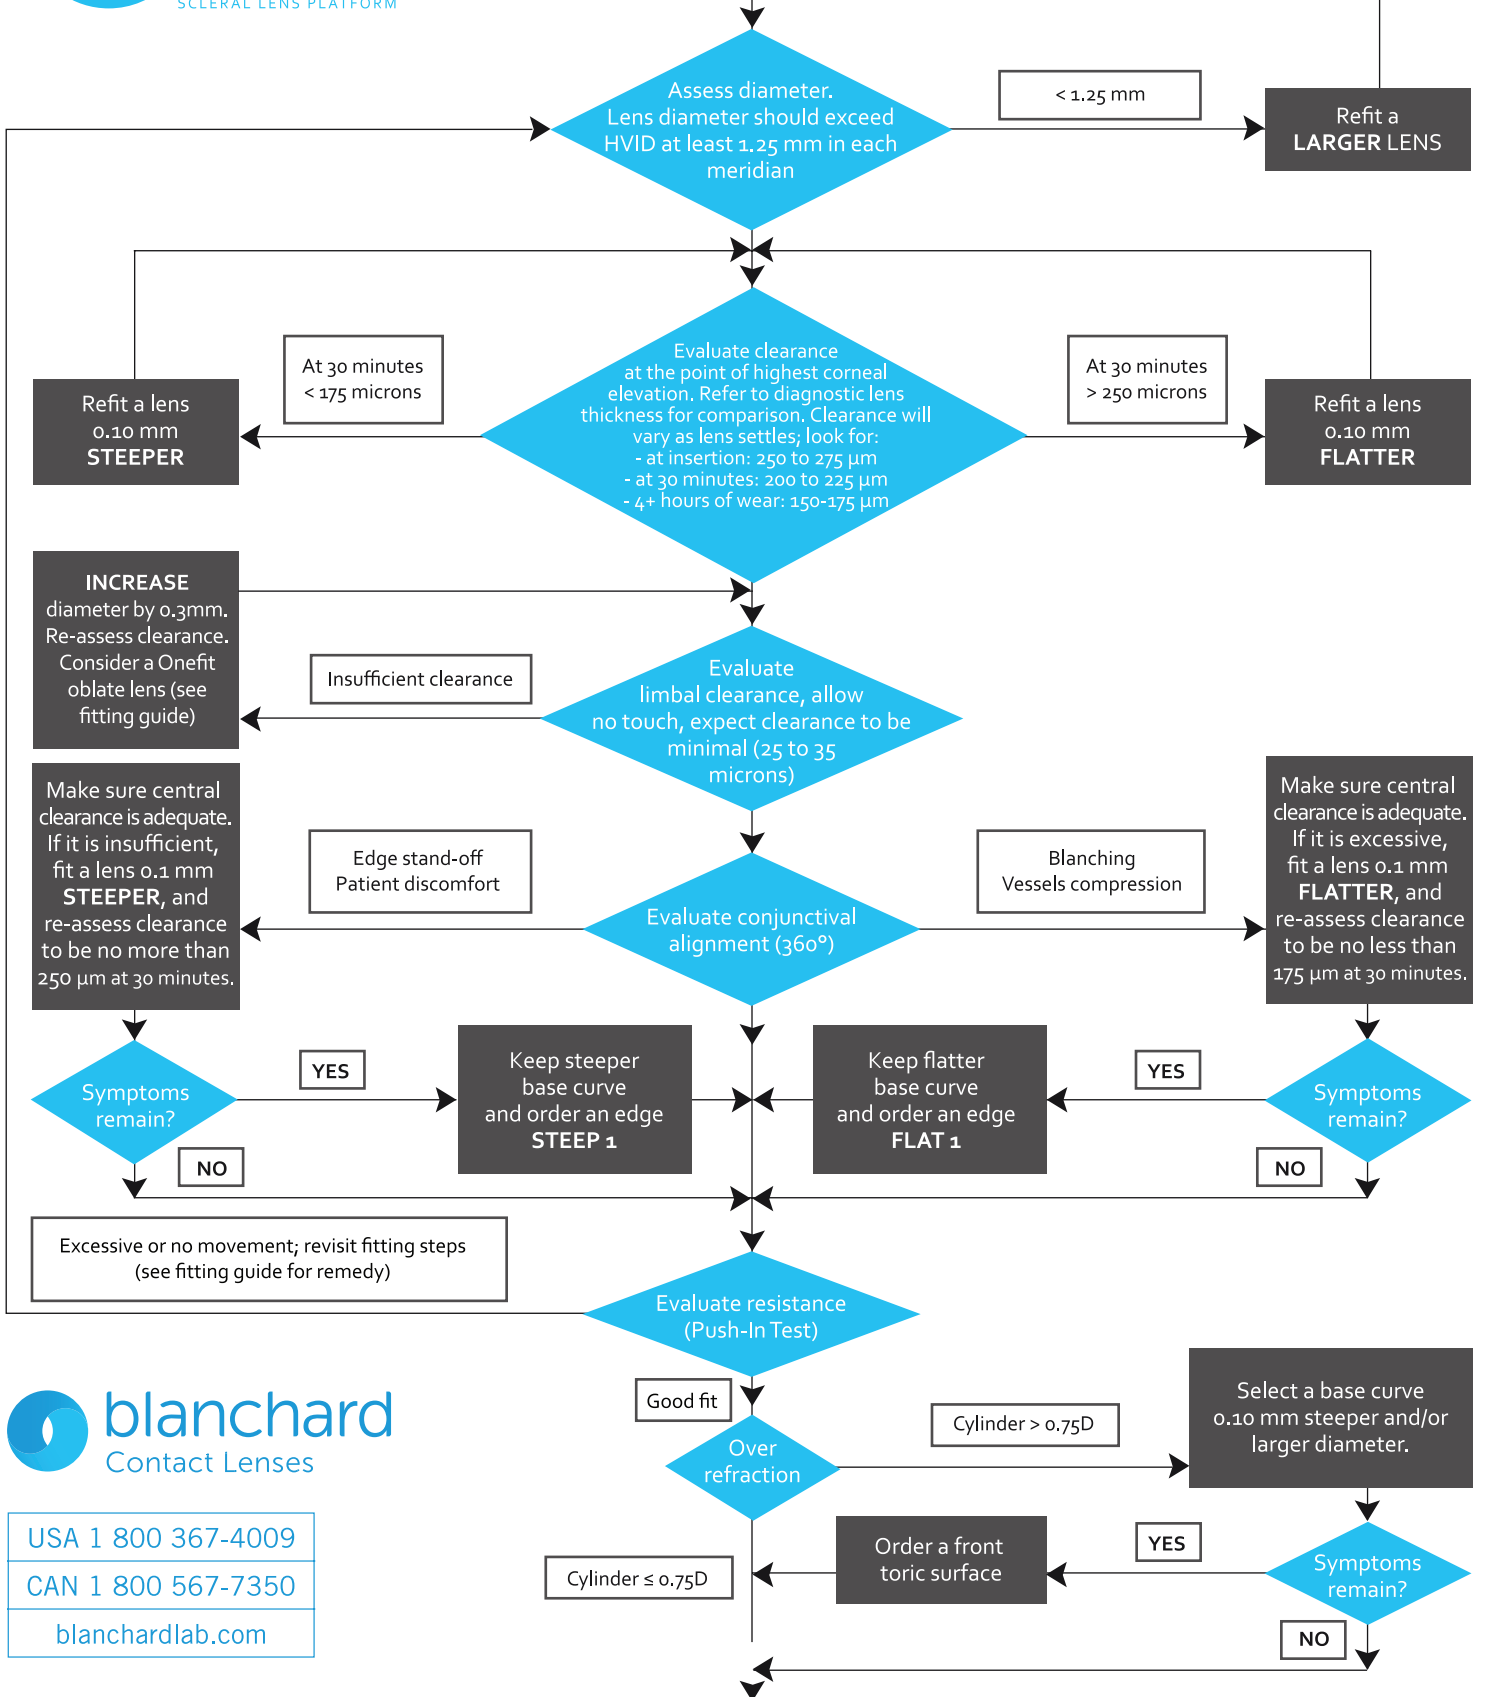 SCLERAL LENS PLATFORM
Assess diameter.
Lens diameter should exceed
HVID at least 1.25 mm in each
meridian
< 1.25 mm
Refit a
LARGER LENS
At 30 minutes
< 175 microns
Refit a lens
0.10 mm
STEEPER
Evaluate clearance
at the point of highest corneal
elevation. Refer to diagnostic lens
thickness for comparison. Clearance will
vary as lens settles; look for:
- at insertion: 250 to 275 µm
- at 30 minutes: 200 to 225 µm
- 4+ hours of wear: 150-175 µm
At 30 minutes
> 250 microns
Refit a lens
0.10 mm
FLATTER
INCREASE
diameter by 0.3mm.
Re-assess clearance.
Consider a Onefit
oblate lens (see
fitting guide)
Insufficient clearance
Evaluate
limbal clearance, allow
no touch, expect clearance to be
minimal (25 to 35
microns)
Make sure central
clearance is adequate.
If it is insufficient,
fit a lens 0.1 mm
STEEPER, and
re-assess clearance
to be no more than
250 µm at 30 minutes.
Edge stand-off
Patient discomfort
Evaluate conjunctival
alignment (360°)
Blanching
Vessels compression
Make sure central
clearance is adequate.
If it is excessive,
fit a lens 0.1 mm
FLATTER, and
re-assess clearance
to be no less than
175 µm at 30 minutes.
Symptoms
remain?
YES
Keep steeper
base curve
and order an edge
STEEP 1
Keep flatter
base curve
and order an edge
FLAT 1
YES
Symptoms
remain?
NO
NO
Excessive or no movement; revisit fitting steps
(see fitting guide for remedy)
Evaluate resistance
(Push-In Test)
Good fit
Over
refraction
Cylinder > 0.75D
Select a base curve
0.10 mm steeper and/or
larger diameter.
Cylinder ≤ 0.75D
Order a front
toric surface
YES
Symptoms
remain?
NO
blanchard
Contact Lenses
USA 1 800 367-4009
CAN 1 800 567-7350
blanchardlab.com